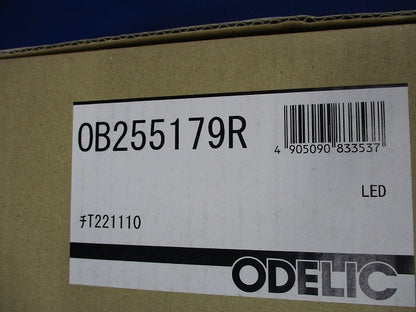 OB255179R
4 905090 833537
LED
ﾁT221110
ODELIC